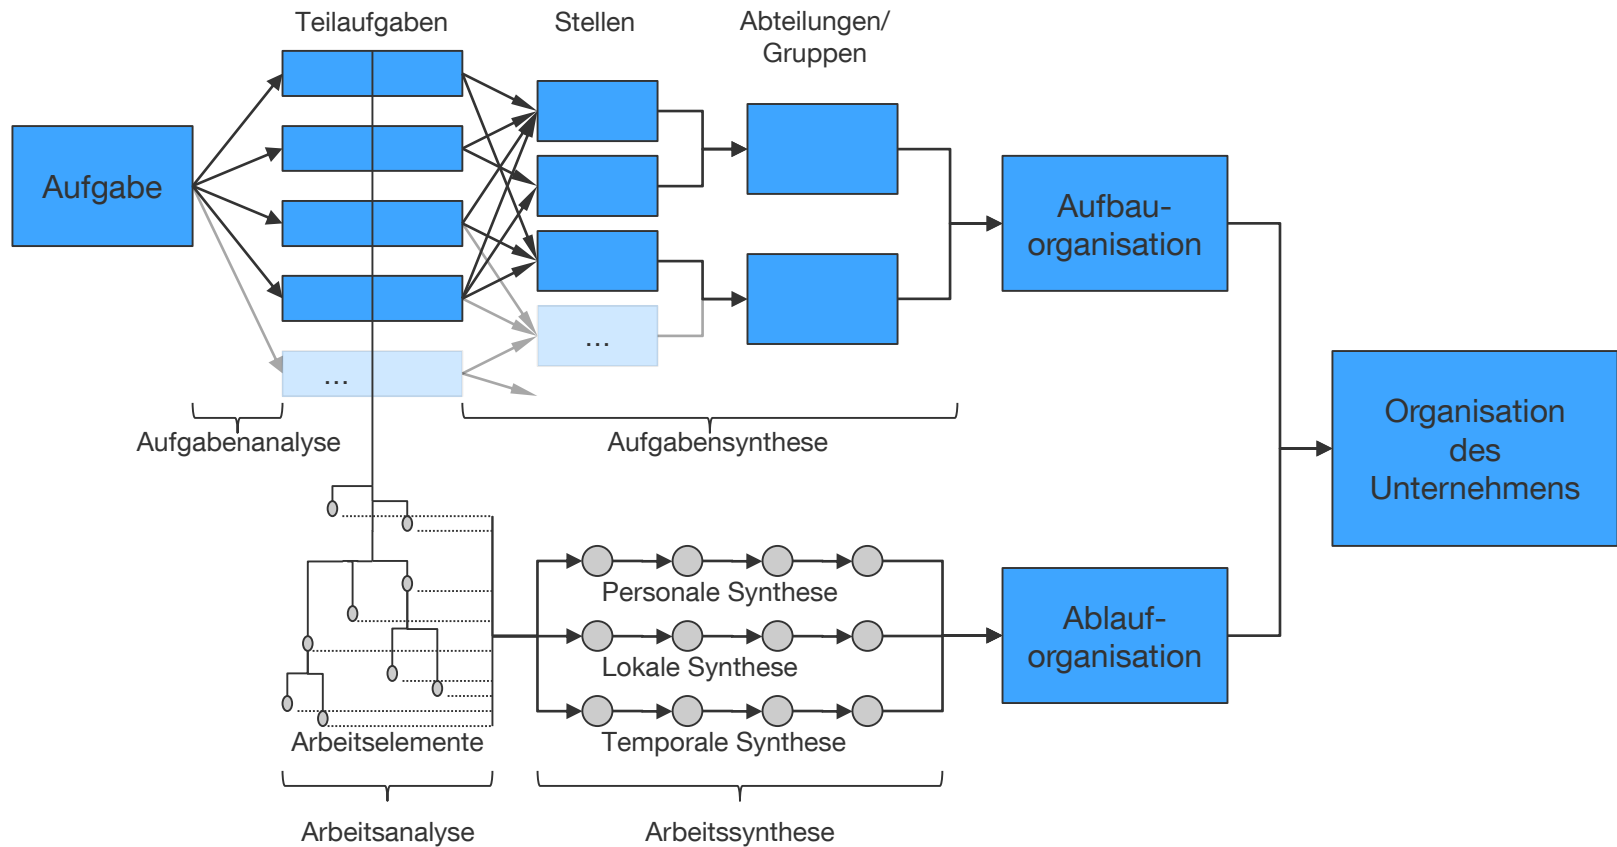 Teilaufgaben
Stellen
Abteilungen/
Gruppen
Aufgabe
Aufbau-
organisation
...
...
Aufgabenanalyse
Aufgabensynthese
Organisation
des
Unternehmens
Personale Synthese
Lokale Synthese
Temporale Synthese
Ablauf-
organisation
Arbeitselemente
Arbeitsanalyse
Arbeitssynthese